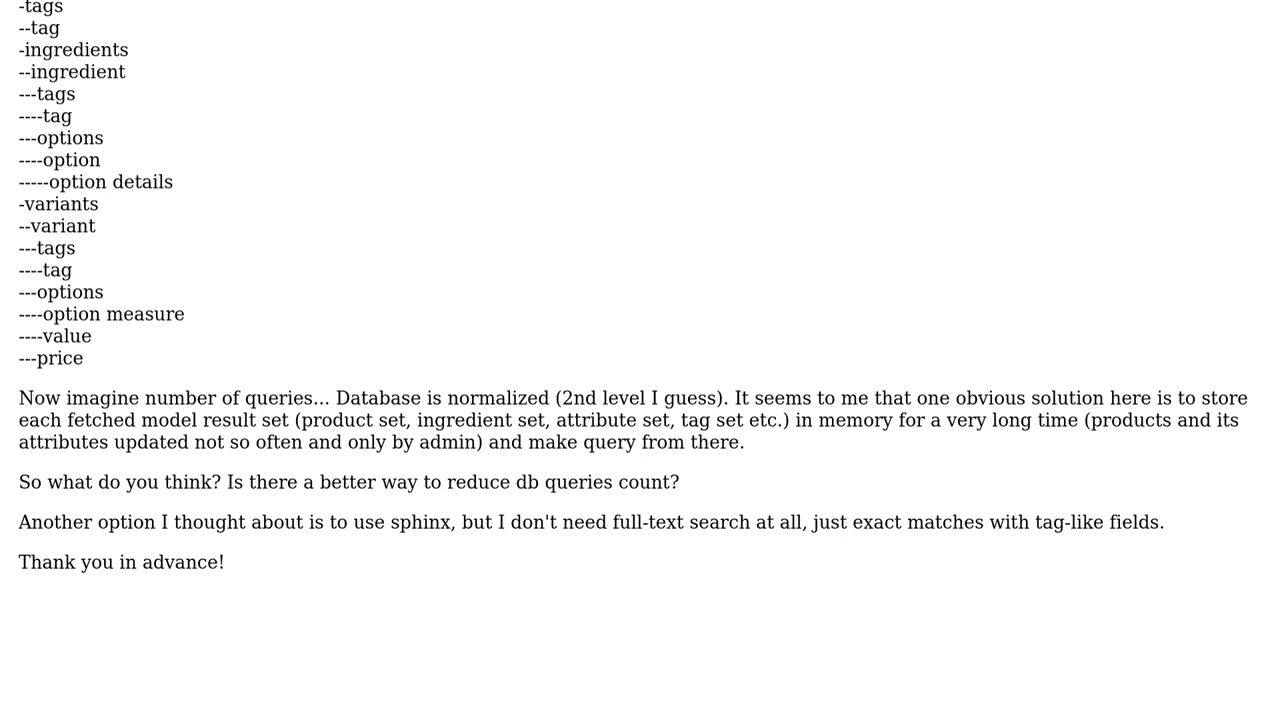 -tags
--tag
-ingredients
--ingredient
---tags
----tag
---options
----option
-----option details
-variants
--variant
---tags
----tag
---options
----option measure
----value
---price
Now imagine number of queries... Database is normalized (2nd level I guess). It seems to me that one obvious solution here is to store
each fetched model result set (product set, ingredient set, attribute set, tag set etc.) in memory for a very long time (products and its
attributes updated not so often and only by admin) and make query from there.
So what do you think? Is there a better way to reduce db queries count?
Another option I thought about is to use sphinx, but I don't need full-text search at all, just exact matches with tag-like fields.
Thank you in advance!